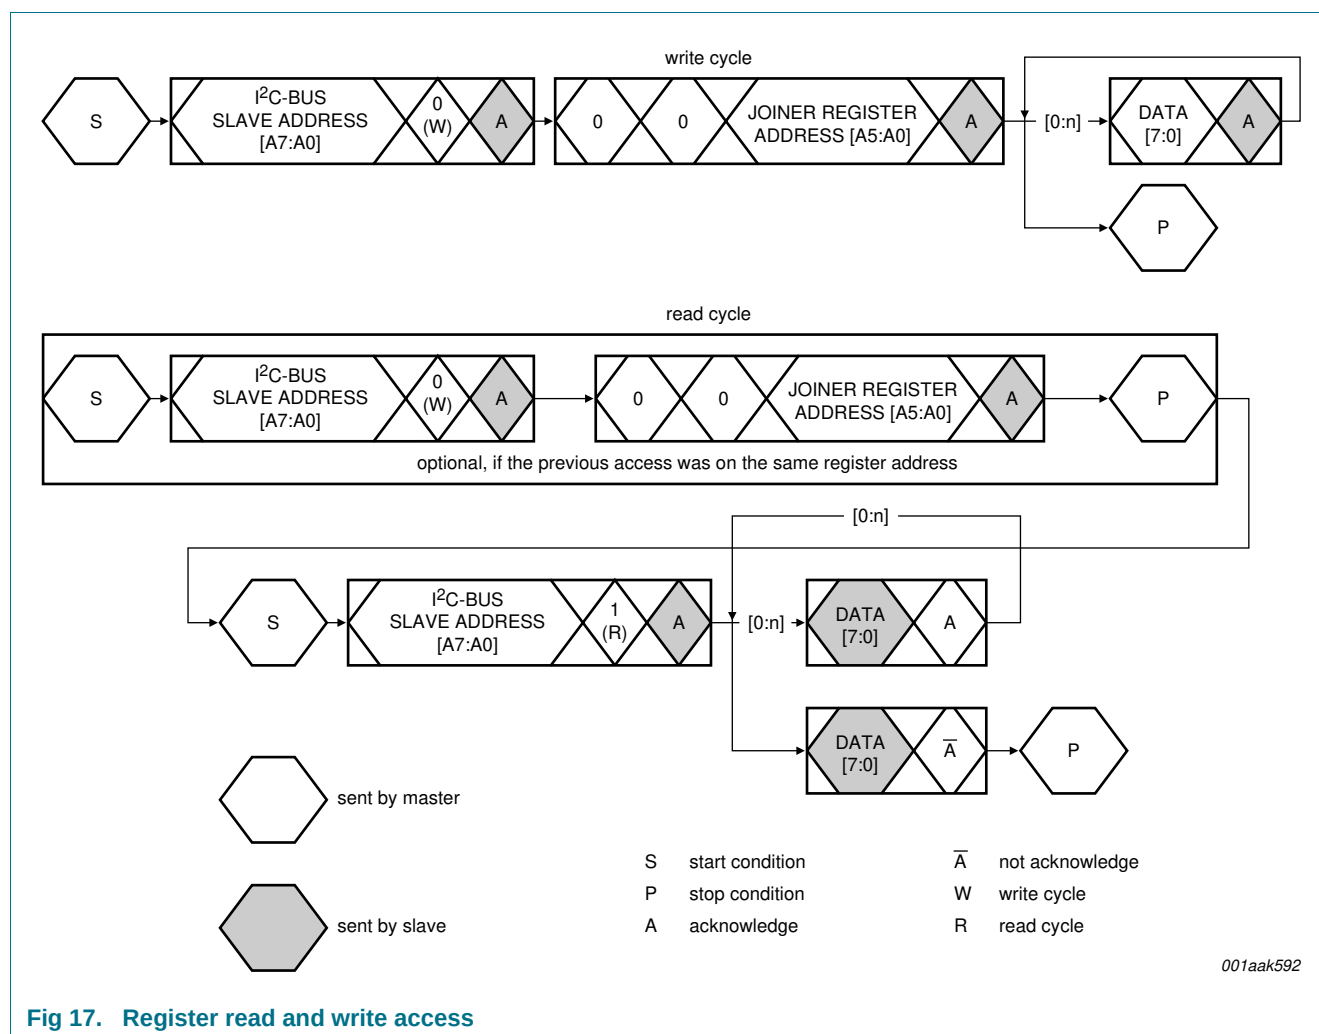 write cycle
S
I²C-BUS
SLAVE ADDRESS
[A7:A0]
0
(W)
A
0
0
JOINER REGISTER
ADDRESS [A5:A0]
A
[0:n]
DATA
[7:0]
A
P
read cycle
S
I²C-BUS
SLAVE ADDRESS
[A7:A0]
0
(W)
A
0
0
JOINER REGISTER
ADDRESS [A5:A0]
A
P
optional, if the previous access was on the same register address
[0:n]
S
I²C-BUS
SLAVE ADDRESS
[A7:A0]
1
(R)
A
[0:n]
DATA
[7:0]
A
DATA
[7:0]
A̅
P
sent by master
sent by slave
S start condition
P stop condition
A acknowledge
A̅ not acknowledge
W write cycle
R read cycle
001aak592
Fig 17. Register read and write access